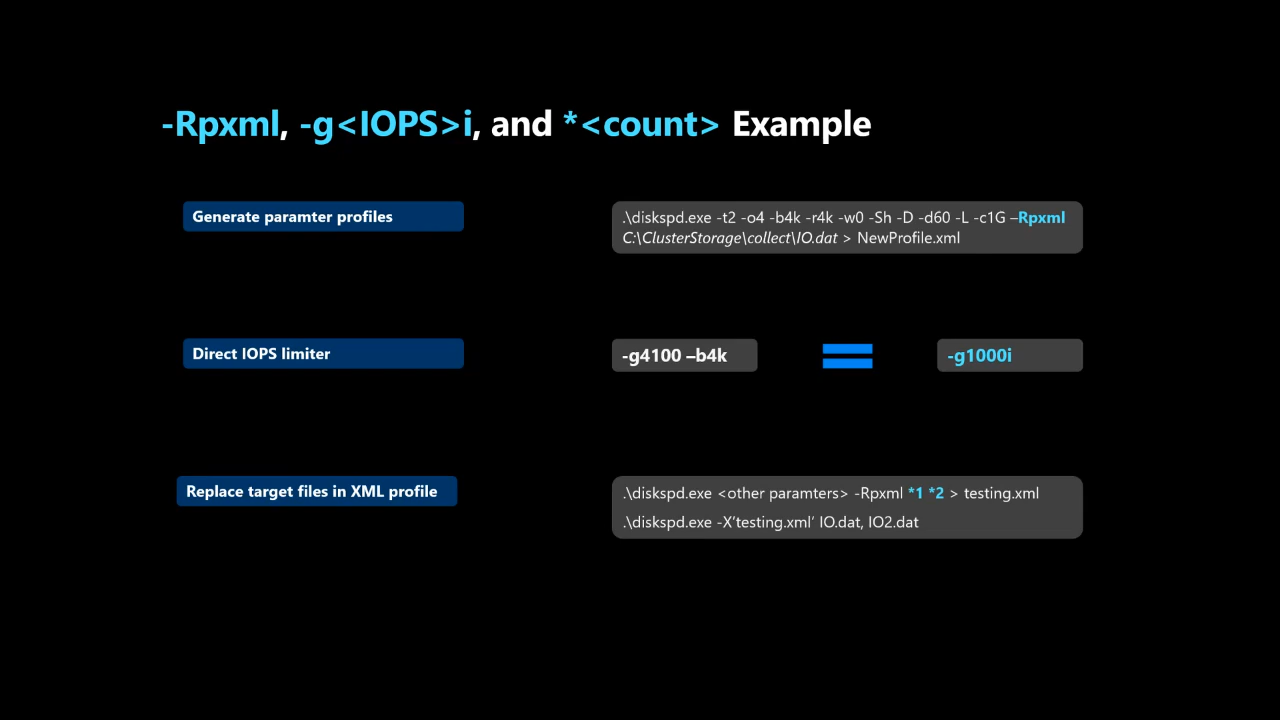 -Rpxml, -g<IOPS>i, and *<count> Example
Generate paramter profiles
.\diskspd.exe -t2 -o4 -b4k -r4k -w0 -Sh -D -d60 -L -c1G –Rpxml
C:\ClusterStorage\collect\IO.dat > NewProfile.xml
Direct IOPS limiter
-g4100 –b4k
-g1000i
Replace target files in XML profile
.\diskspd.exe <other paramters> -Rpxml *1 *2 > testing.xml
.\diskspd.exe -X'testing.xml' IO.dat, IO2.dat